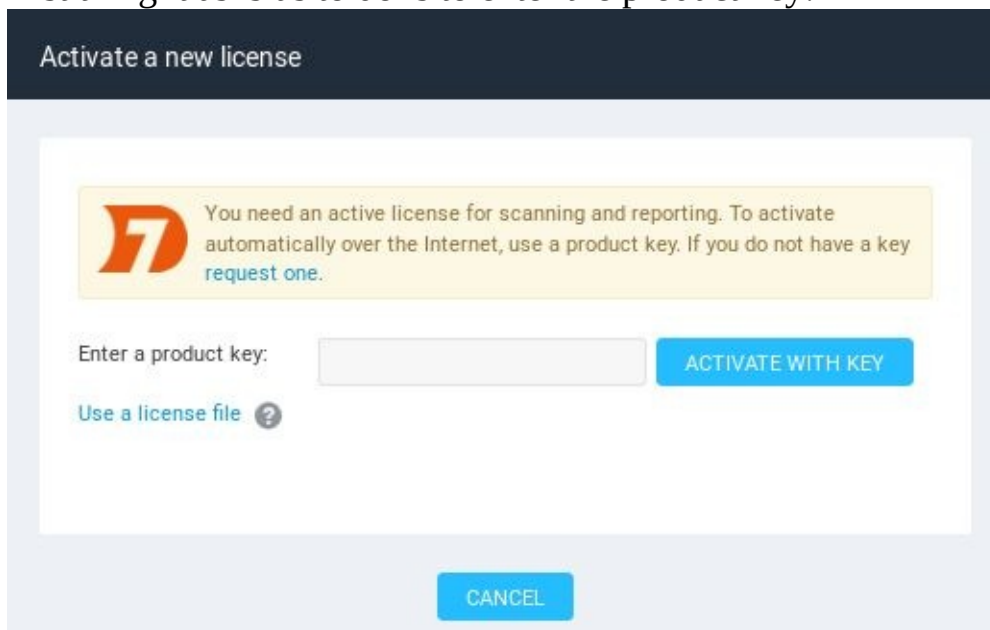 Activate a new license
You need an active license for scanning and reporting. To activate
automatically over the Internet, use a product key. If you do not have a key
request one.
Enter a product key:
ACTIVATE WITH KEY
Use a license file ?
CANCEL